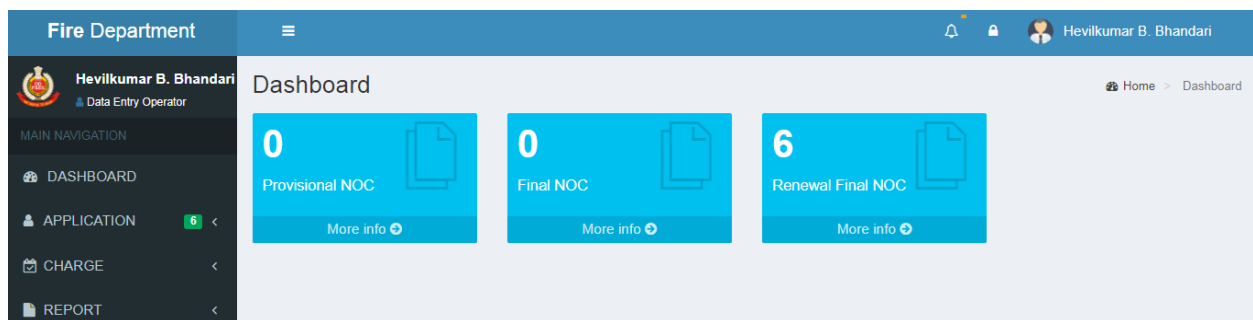 Fire Department
Hevilkumar B. Bhandari
Hevilkumar B. Bhandari
Data Entry Operator
MAIN NAVIGATION
DASHBOARD
APPLICATION 6
CHARGE
REPORT
Dashboard
Home > Dashboard
0
Provisional NOC
More info
0
Final NOC
More info
6
Renewal Final NOC
More info